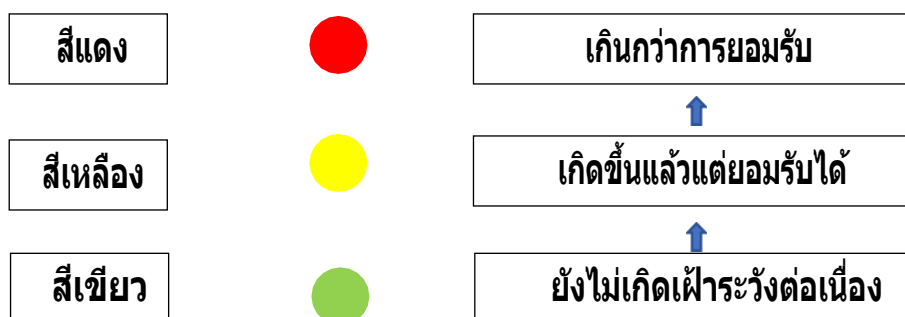 สีแดง
เกินกว่าการยอมรับ
สีเหลือง
เกิดขึ้นแล้วแต่ยอมรับได้
สีเขียว
ยังไม่เกิดเฝ้าระวังต่อเนื่อง